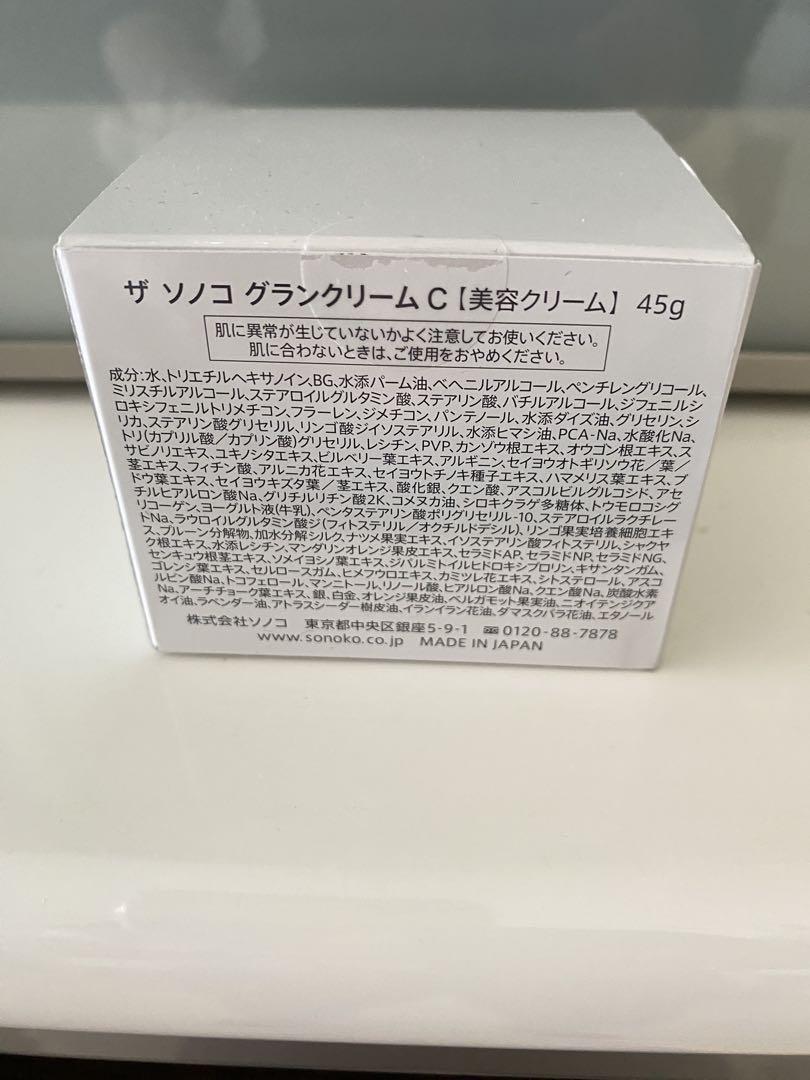 ザ ソノコ グランクリーム C 【美容クリーム】 45g
肌に異常が生じていないかよく注意してお使いください。
肌に合わないときは、ご使用をおやめください。
成分:水、トリエチルヘキサノイン、BG、水添パーム油、ベヘニルアルコール、ペンチレングリコール、
ミリスチルアルコール、ステアロイルグルタミン酸、ステアリン酸、バチルアルコール、ジフェニルシ
ロキシフェニルトリメチコン、フラーレン、ジメチコン、パンテノール、水添ダイズ油、グリセリン、シ
リカ、ステアリン酸グリセリル、リンゴ酸ジイソステアリル、水添ヒマシ油、PCA-Na、水酸化Na、
トリ(カプリル酸/カプリン酸)グリセリル、レシチン、PVP、カンゾウ根エキス、オウゴン根エキス、ス
サビノリエキス、ユキノシタエキス、ビルベリー葉エキス、アルギニン、セイヨウオトギリソウ花/葉/
茎エキス、フィチン酸、アルニカ花エキス、セイヨウトチノキ種子エキス、ハマメリス葉エキス、ブ
ドウ葉エキス、セイヨウキズタ葉/茎エキス、酸化銀、クエン酸、アスコルビルグルコシド、アセ
チルヒアルロン酸Na、グリチルリチン酸2K、コメヌカ油、シロキクラゲ多糖体、トウモロコシグ
リコーゲン、ヨーグルト液(牛乳)、ペンタステアリン酸ポリグリセリル-10、ステアロイルラクチレー
トNa、ラウロイルグルタミン酸ジ(フィトステリル/オクチルドデシル)、リンゴ果実培養細胞エキ
ス、プルーン分解物、加水分解シルク、ナツメ果実エキス、イソステアリン酸フィトステリル、シャクヤ
ク根エキス、水添レシチン、マンダリンオレンジ果皮エキス、セラミドAP、セラミドNP、セラミドNG、
センキュウ根茎エキス、ソメイヨシノ葉エキス、ジパルミトイルヒドロキシプロリン、キサンタンガム、
ゴレンシ葉エキス、セルロースガム、ヒメフウロエキス、カミツレ花エキス、シトステロール、アスコ
ルビン酸Na、トコフェロール、マンニトール、リノール酸、ヒアルロン酸Na、クエン酸Na、炭酸水素
Na、アーチチョーク葉エキス、銀、白金、オレンジ果皮油、ベルガモット果実油、ニオイテンジクア
オイ油、ラベンダー油、アトラスシーダー樹皮油、イランイラン花油、ダマスクバラ花油、エタノール
株式会社ソノコ 東京都中央区銀座5-9-1 0120-88-7878
www.sonoko.co.jp MADE IN JAPAN